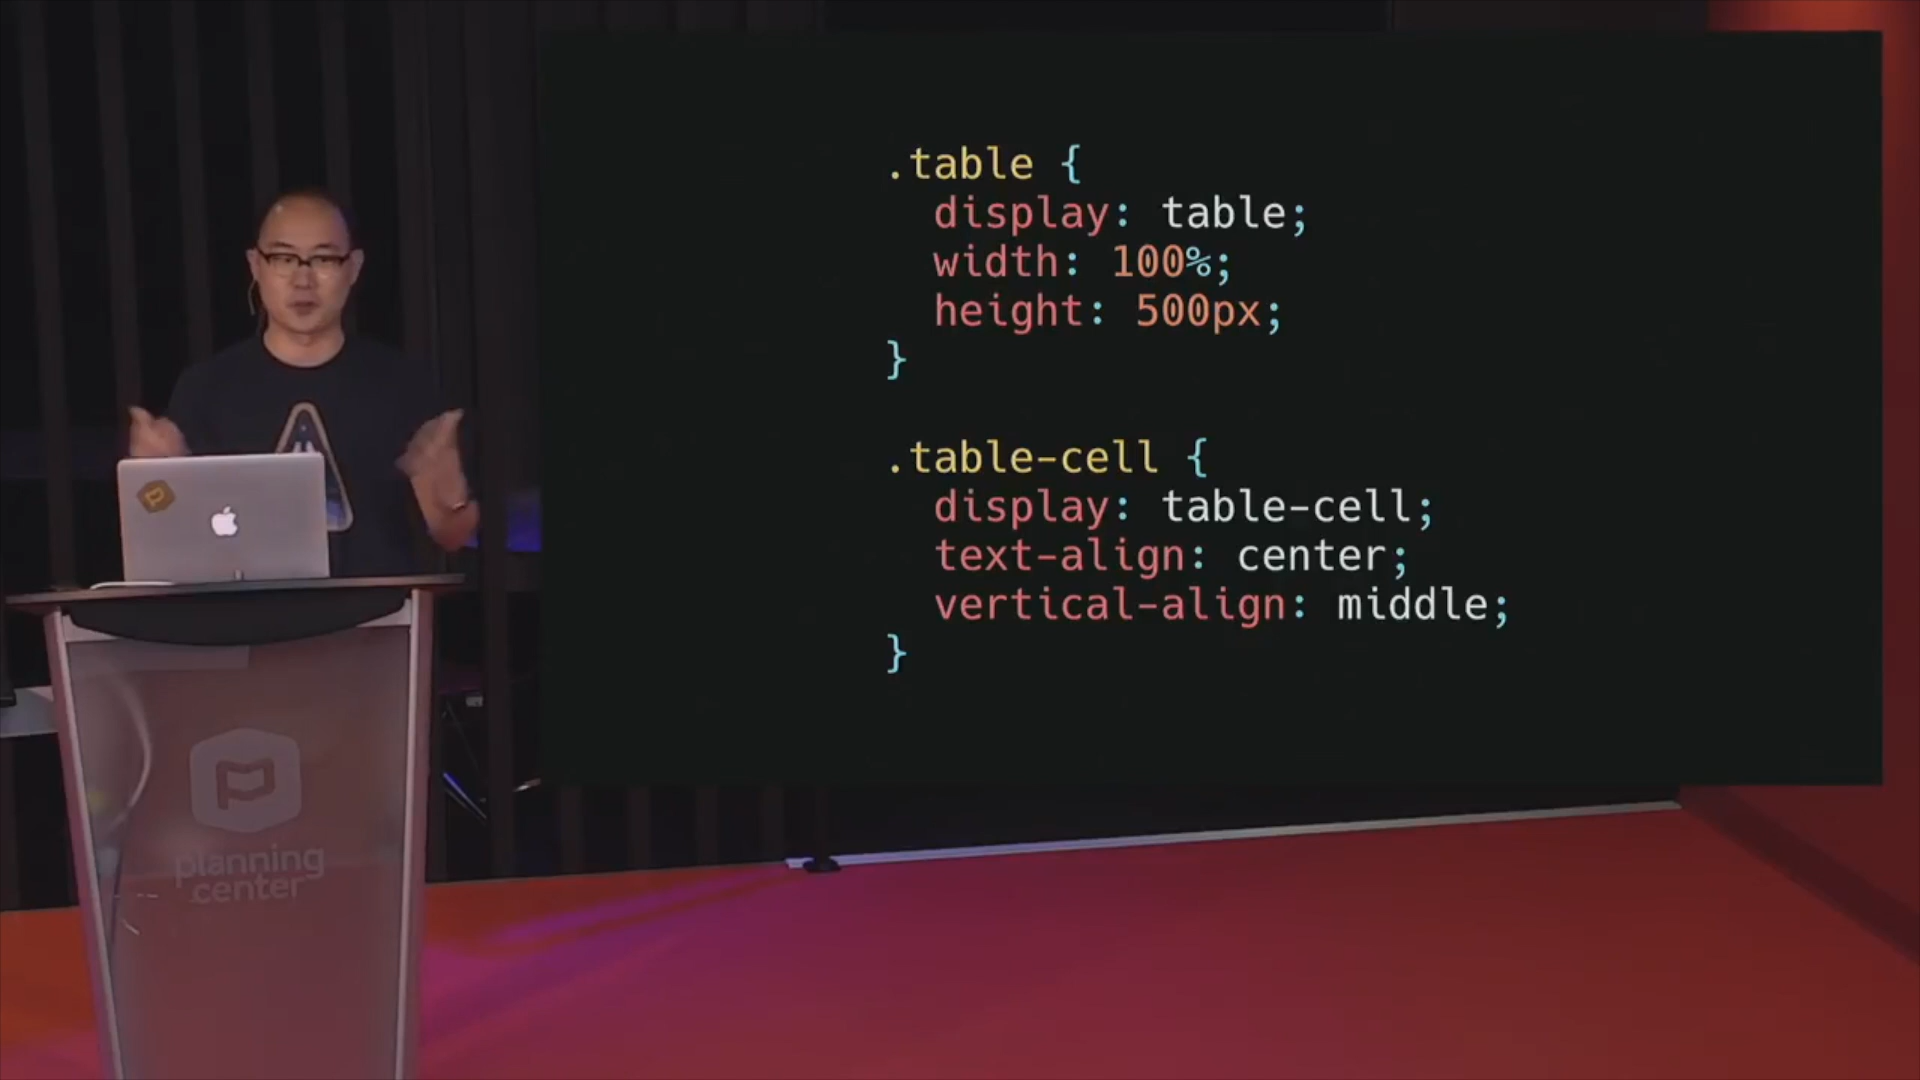 .table {
display: table;
width: 100%;
height: 500px;
}
.table-cell {
display: table-cell;
text-align: center;
vertical-align: middle;
}
planning
center